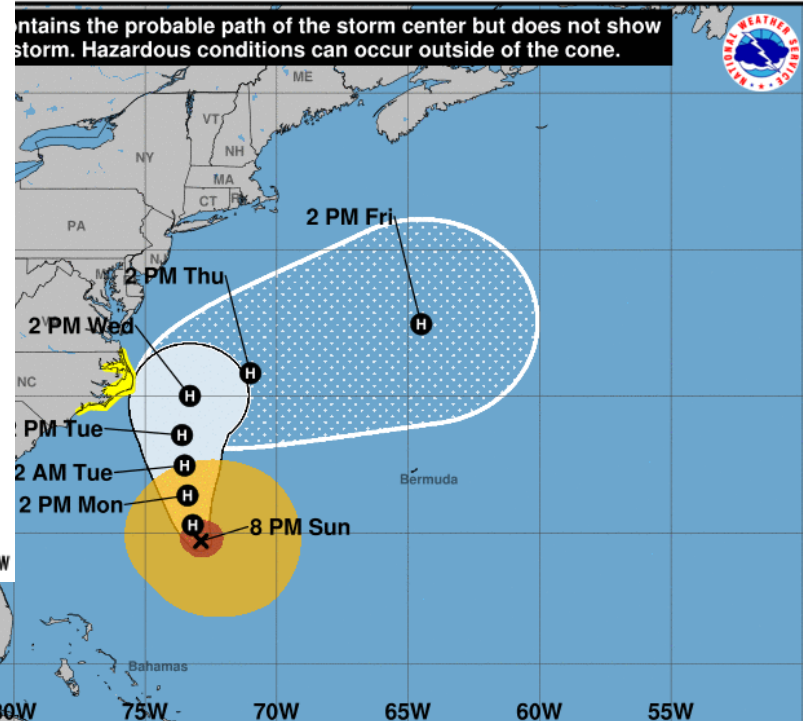 ontains the probable path of the storm center but does not show
storm. Hazardous conditions can occur outside of the cone.
NATIONAL WEATHER SERVICE
ME
VT
NH
NY
MA
CT
PA
NJ
2 PM Fri
2 PM Thu
2 PM Wed
H
H
H
NC
PM Tue
H
2 AM Tue
H
2 PM Mon
H
H
8 PM Sun
Bermuda
W
Bahamas
80W 75W 70W 65W 60W 55W